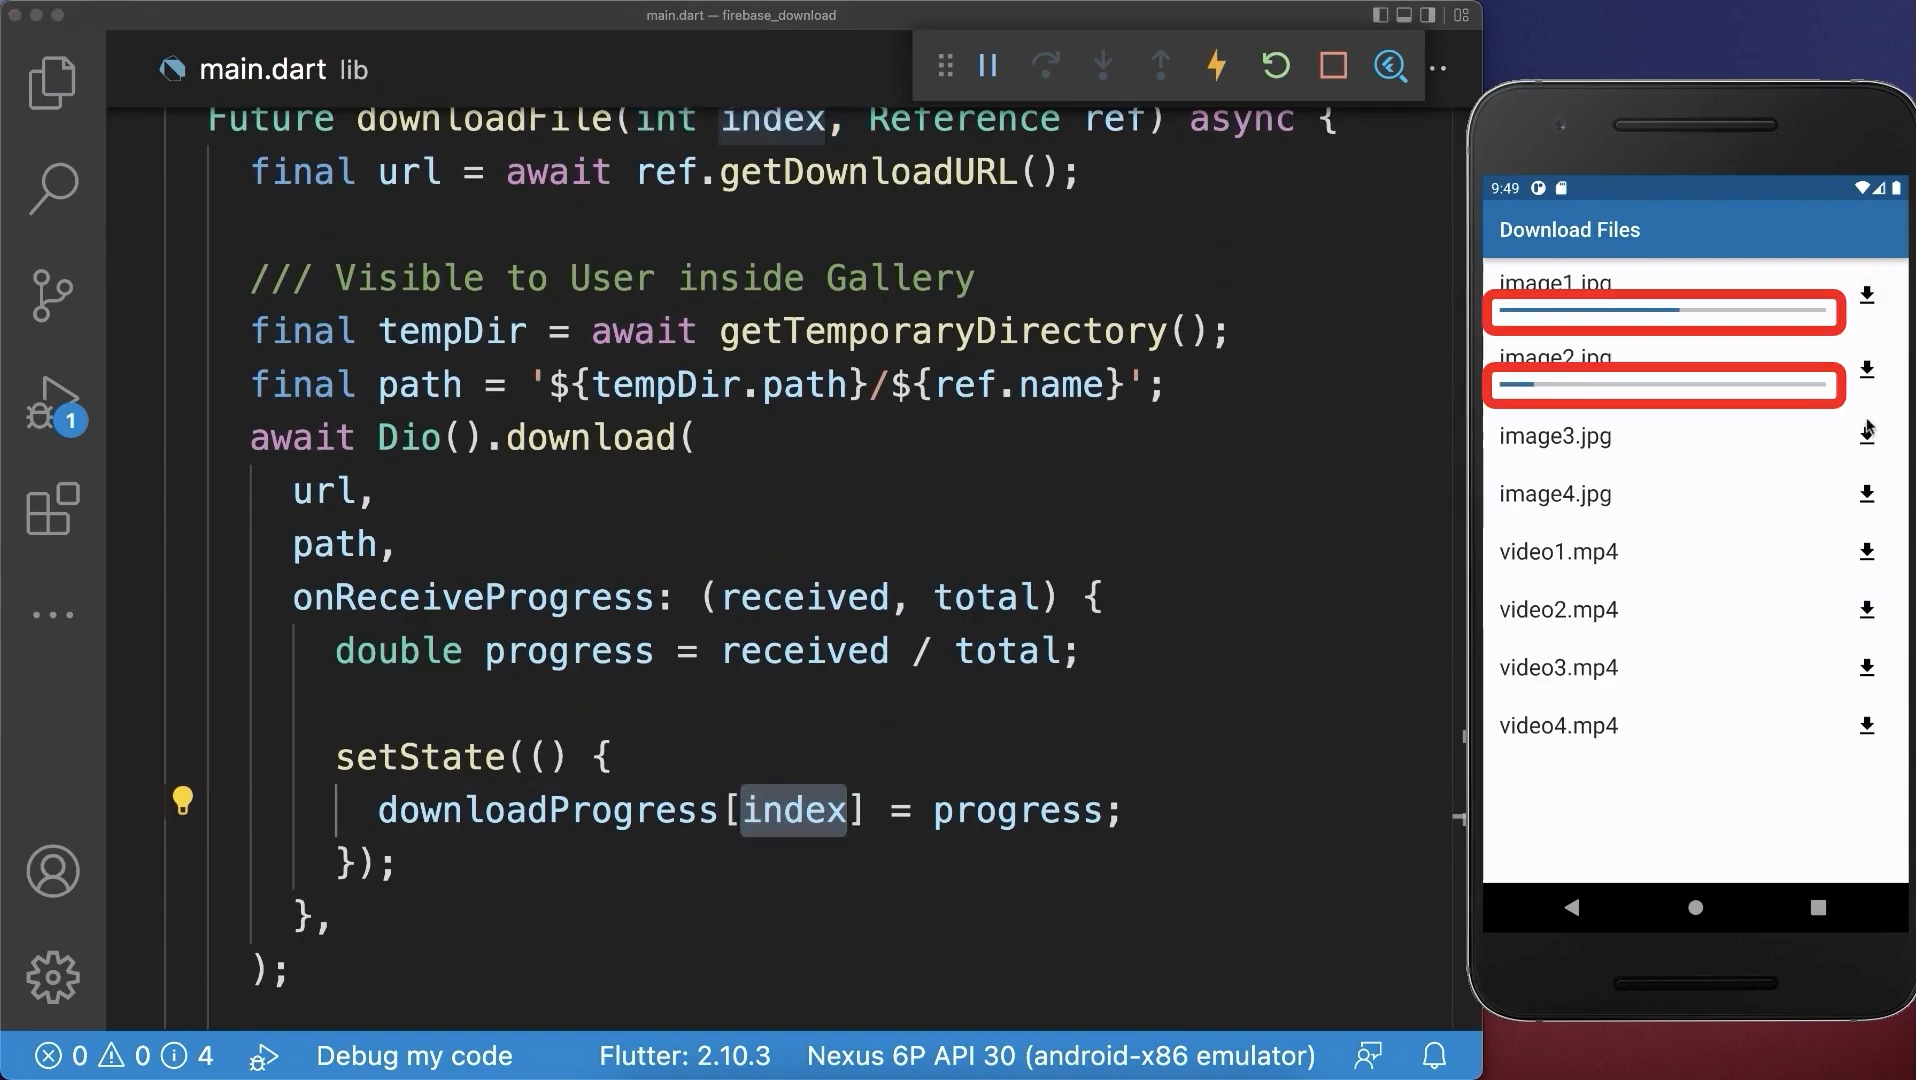 main.dart — firebase_download
main.dart lib
Future downloadFile(int index, Reference ref) async {
final url = await ref.getDownloadURL();
/// Visible to User inside Gallery
final tempDir = await getTemporaryDirectory();
final path = '${tempDir.path}/${ref.name}';
await Dio().download(
url,
path,
onReceiveProgress: (received, total) {
double progress = received / total;
setState(() {
downloadProgress[index] = progress;
});
},
);
1
0 0 4 Debug my code Flutter: 2.10.3 Nexus 6P API 30 (android-x86 emulator)
9:49
Download Files
image1.jpg
image2.jpg
image3.jpg
image4.jpg
video1.mp4
video2.mp4
video3.mp4
video4.mp4